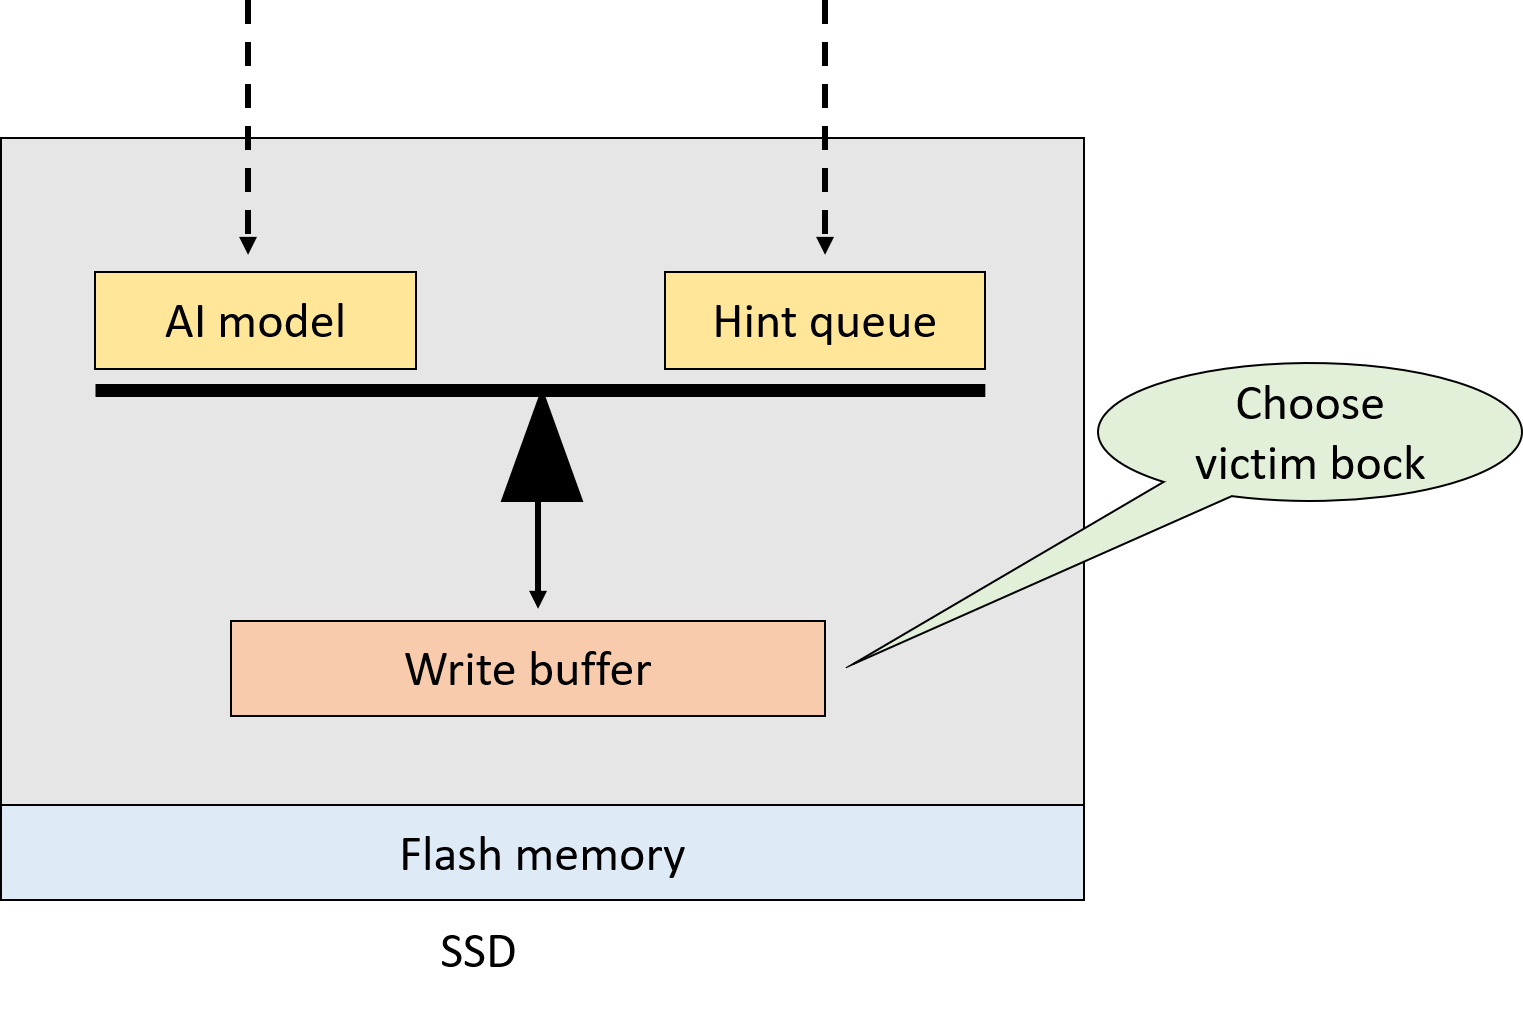 AI model
Hint queue
Choose
victim bock
Write buffer
Flash memory
SSD